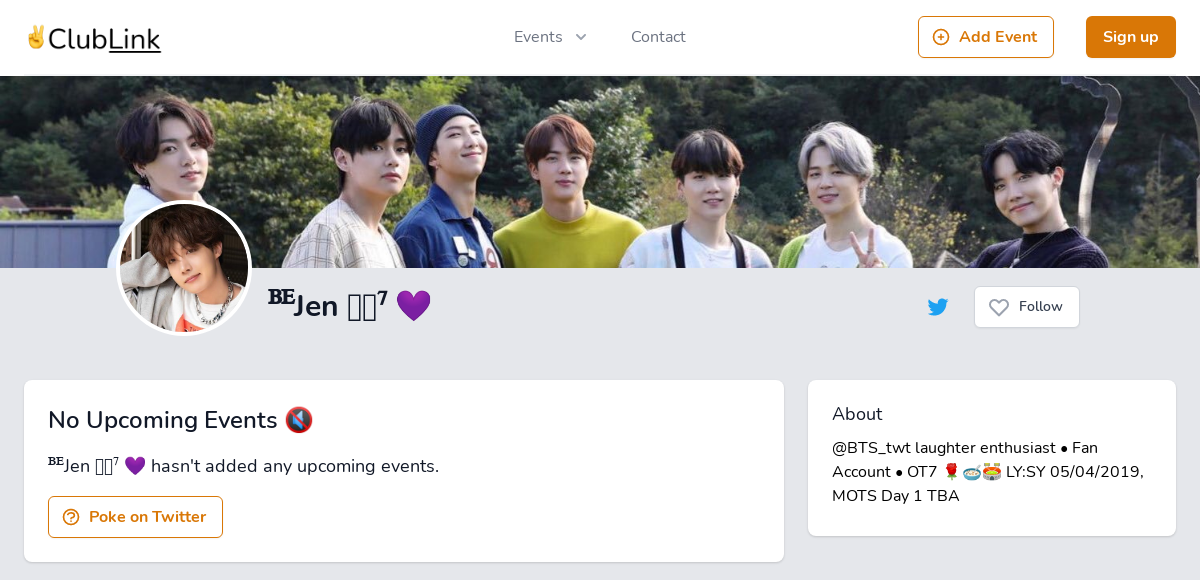 ✌️ClubLink
Events
Contact
Add Event
Sign up
ᴮᴱJen ▯▯⁷ 💜
Follow
No Upcoming Events 🔇
ᴮᴱJen ▯▯⁷ 💜 hasn't added any upcoming events.
Poke on Twitter
About
@BTS_twt laughter enthusiast • Fan
Account • OT7 🌹🍜🏟️ LY:SY 05/04/2019,
MOTS Day 1 TBA